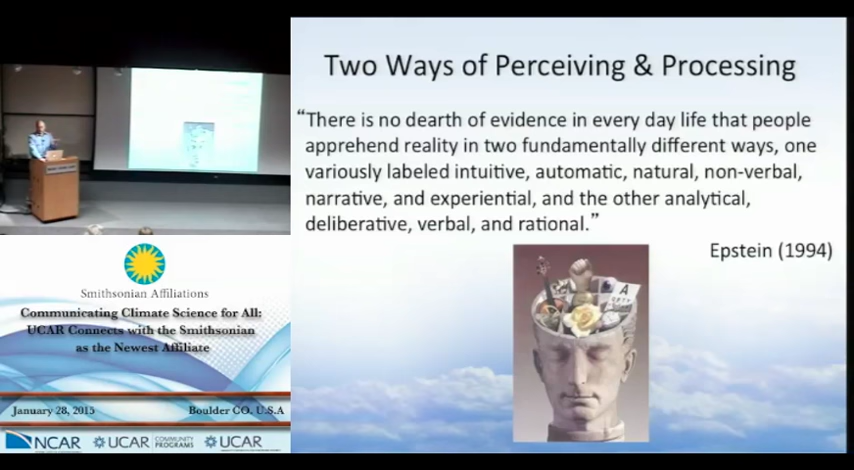 Two Ways of Perceiving & Processing
“There is no dearth of evidence in every day life that people
apprehend reality in two fundamentally different ways, one
variously labeled intuitive, automatic, natural, non-verbal,
narrative, and experiential, and the other analytical,
deliberative, verbal, and rational.”
Epstein (1994)
A
Smithsonian Affiliations
Communicating Climate Science for All:
UCAR Connects with the Smithsonian
as the Newest Affiliate
January 28, 2015
Boulder CO. U.S.A
NCAR
UCAR COMMUNITY PROGRAMS
UCAR